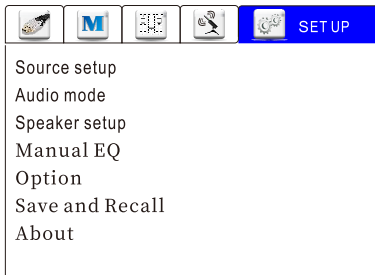 M
SET UP
Source setup
Audio mode
Speaker setup
Manual EQ
Option
Save and Recall
About